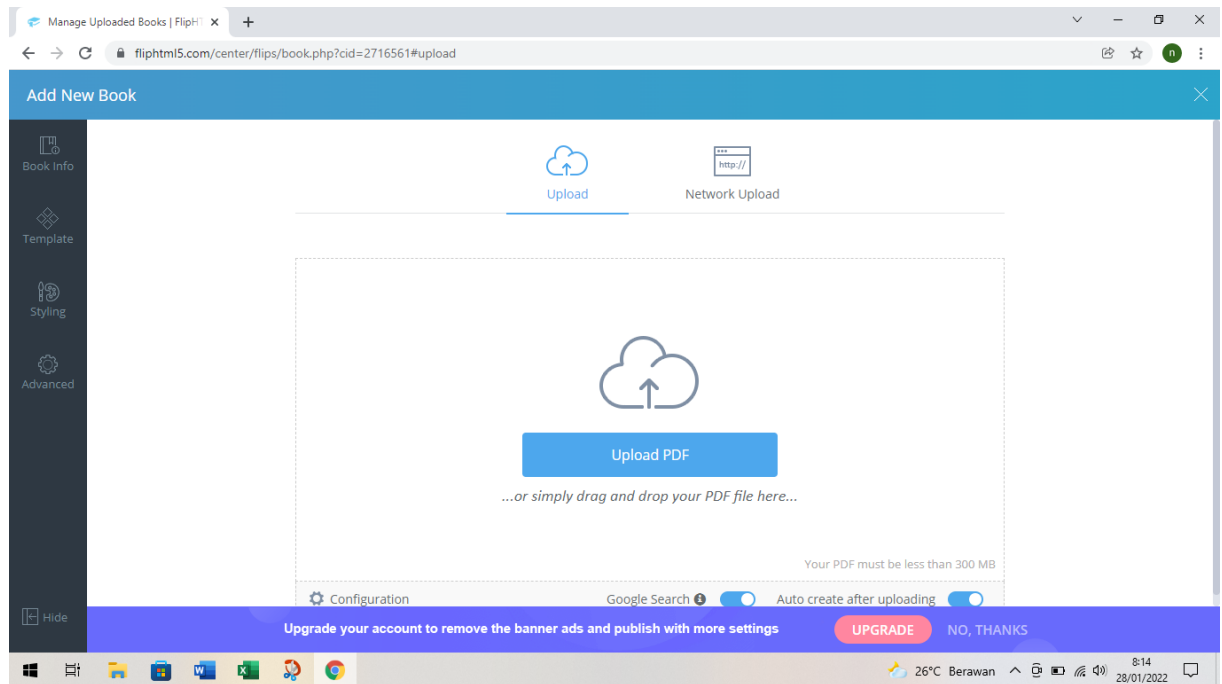 Manage Uploaded Books | FlipH
fliphtml5.com/center/flips/book.php?cid=2716561#upload
n
Add New Book
Book Info
Template
Styling
Advanced
Hide
http://
Upload
Network Upload
Upload PDF
...or simply drag and drop your PDF file here...
Your PDF must be less than 300 MB
Configuration
Google Search
Auto create after uploading
Upgrade your account to remove the banner ads and publish with more settings
UPGRADE
NO, THANKS
26°C Berawan
8:14
28/01/2022